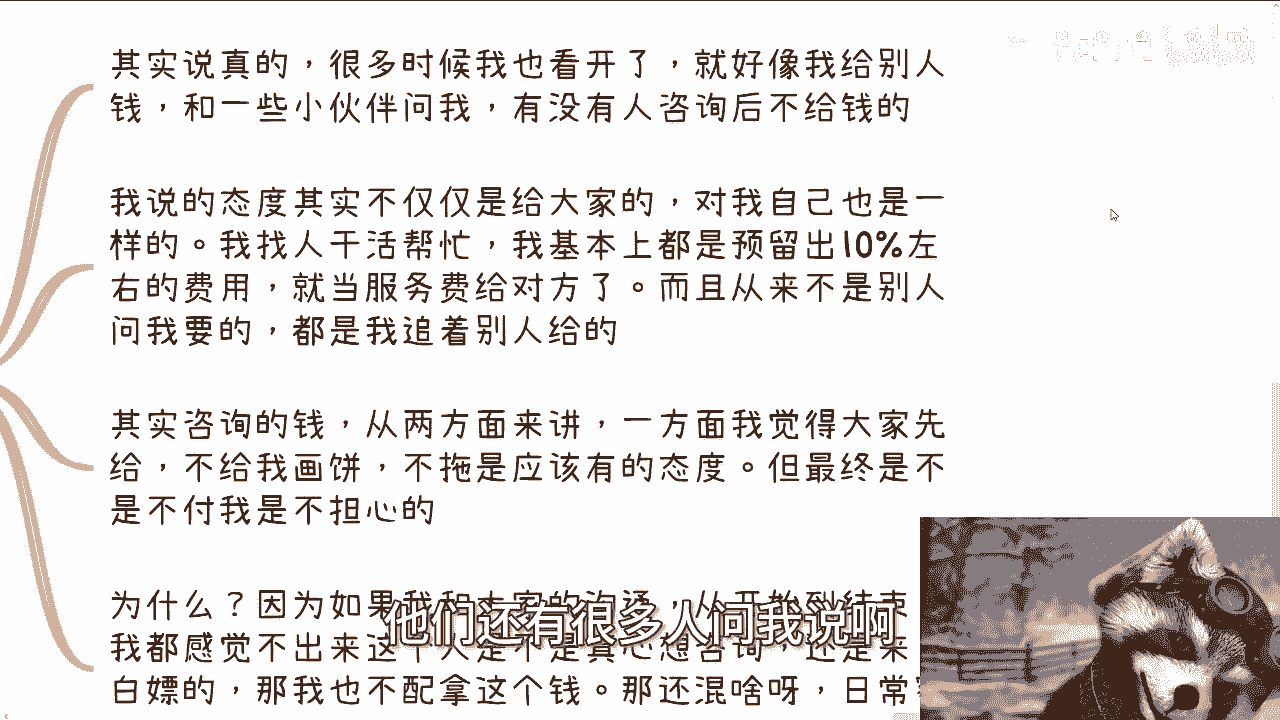 其实说真的，很多时候我也看开了，就好像我给别人
钱，和一些小伙伴问我，有没有人咨询后不给钱的
我说的态度其实不仅仅是给大家的，对我自己也是一
样的。我找人干活帮忙，我基本上都是预留出10%左
右的费用，就当服务费给对方了。而且从来不是别人
问我要的，都是我追着别人给的
其实咨询的钱，从两方面来讲，一方面我觉得大家先
给，不给我画饼，不拖是应该有的态度。但最终是不
是不付我是不担心的
为什么？因为如果我和大家的沟通，从开始到结束
我都感觉不出来这个人是不是真心想咨询，还是来
白嫖的，那我也不配拿这个钱。那还混啥呀，日常
他们还有很多人问我说啊